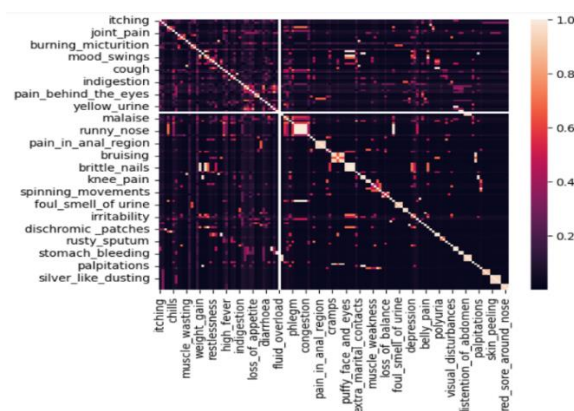 itching
joint_pain
burning_micturition
mood_swings
cough
indigestion
pain_behind_the_eyes
yellow_urine
malaise
runny_nose
pain_in_anal_region
bruising
brittle_nails
knee_pain
spinning_movements
foul_smell_of urine
irritability
dischromic _patches
rusty_sputum
stomach_bleeding
palpitations
silver_like_dusting
itching
chills
muscle_wasting
weight_gain
restlessness
high_fever
indigestion
loss_of_appetite
diarrhoea
fluid_overload
phlegm
congestion
pain_in_anal_region
cramps
puffy_face_and_eyes
extra_marital_contacts
muscle_weakness
loss_of_balance
foul_smell_of urine
depression
belly_pain
polyuria
visual_disturbances
distention_of_abdomen
palpitations
skin_peeling
red_sore_around_nose
1.0
0.8
0.6
0.4
0.2